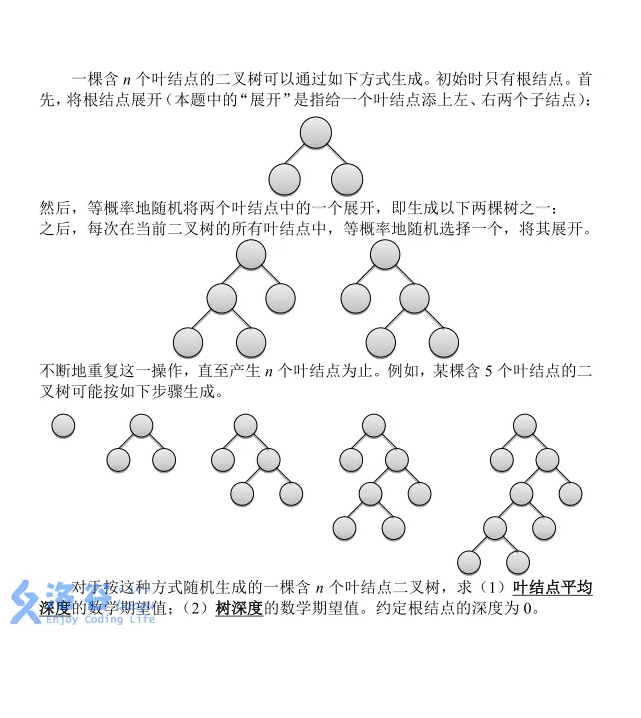 一棵含 n 个叶结点的二叉树可以通过如下方式生成。初始时只有根结点。首
先，将根结点展开（本题中的“展开”是指给一个叶结点添上左、右两个子结点）：
然后，等概率地随机将两个叶结点中的一个展开，即生成以下两棵树之一：
之后，每次在当前二叉树的所有叶结点中，等概率地随机选择一个，将其展开。
不断地重复这一操作，直至产生 n 个叶结点为止。例如，某棵含 5 个叶结点的二
叉树可能按如下步骤生成。
对于按这种方式随机生成的一棵含 n 个叶结点二叉树，求（1）叶结点平均
深度的数学期望值；（2）树深度的数学期望值。约定根结点的深度为 0。
洛谷
Enjoy Coding Life